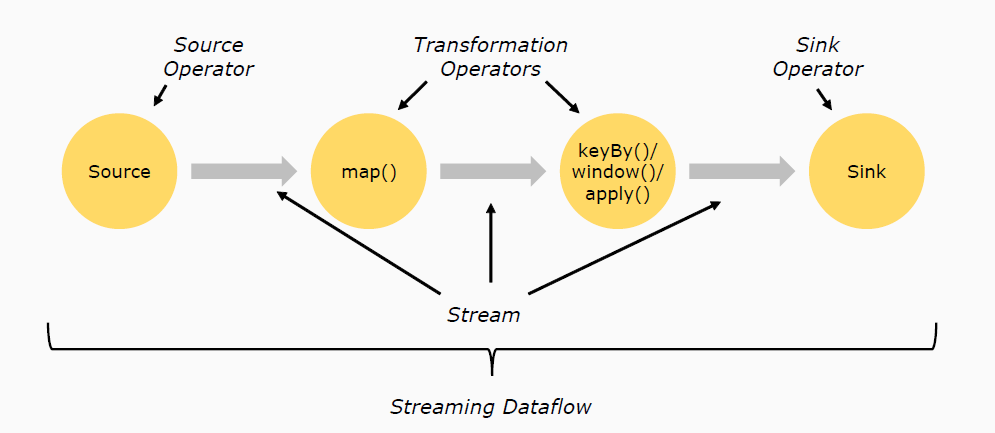 Source
Operator
Transformation
Operators
Sink
Operator
Source
map()
keyBy()/
window()/
apply()
Sink
Stream
Streaming Dataflow